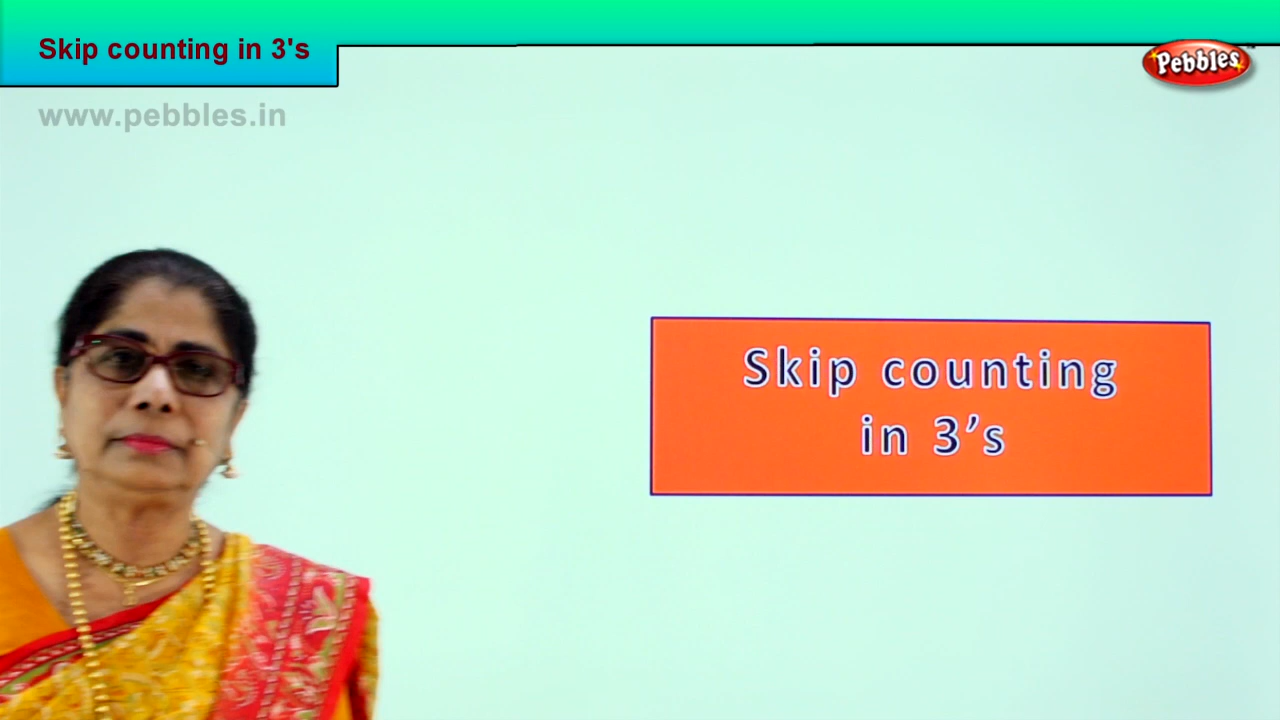 Skip counting in 3's
Pebbles
www.pebbles.in
Skip counting
in 3’s